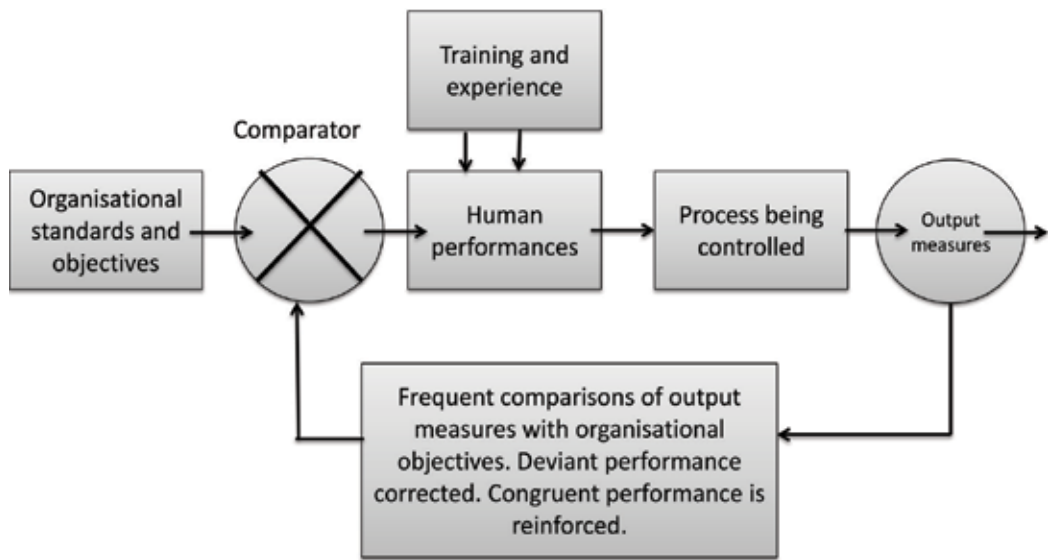 Training and
experience
Comparator
Organisational
standards and
objectives
Human
performances
Process being
controlled
Output
measures
Frequent comparisons of output
measures with organisational
objectives. Deviant performance
corrected. Congruent performance is
reinforced.